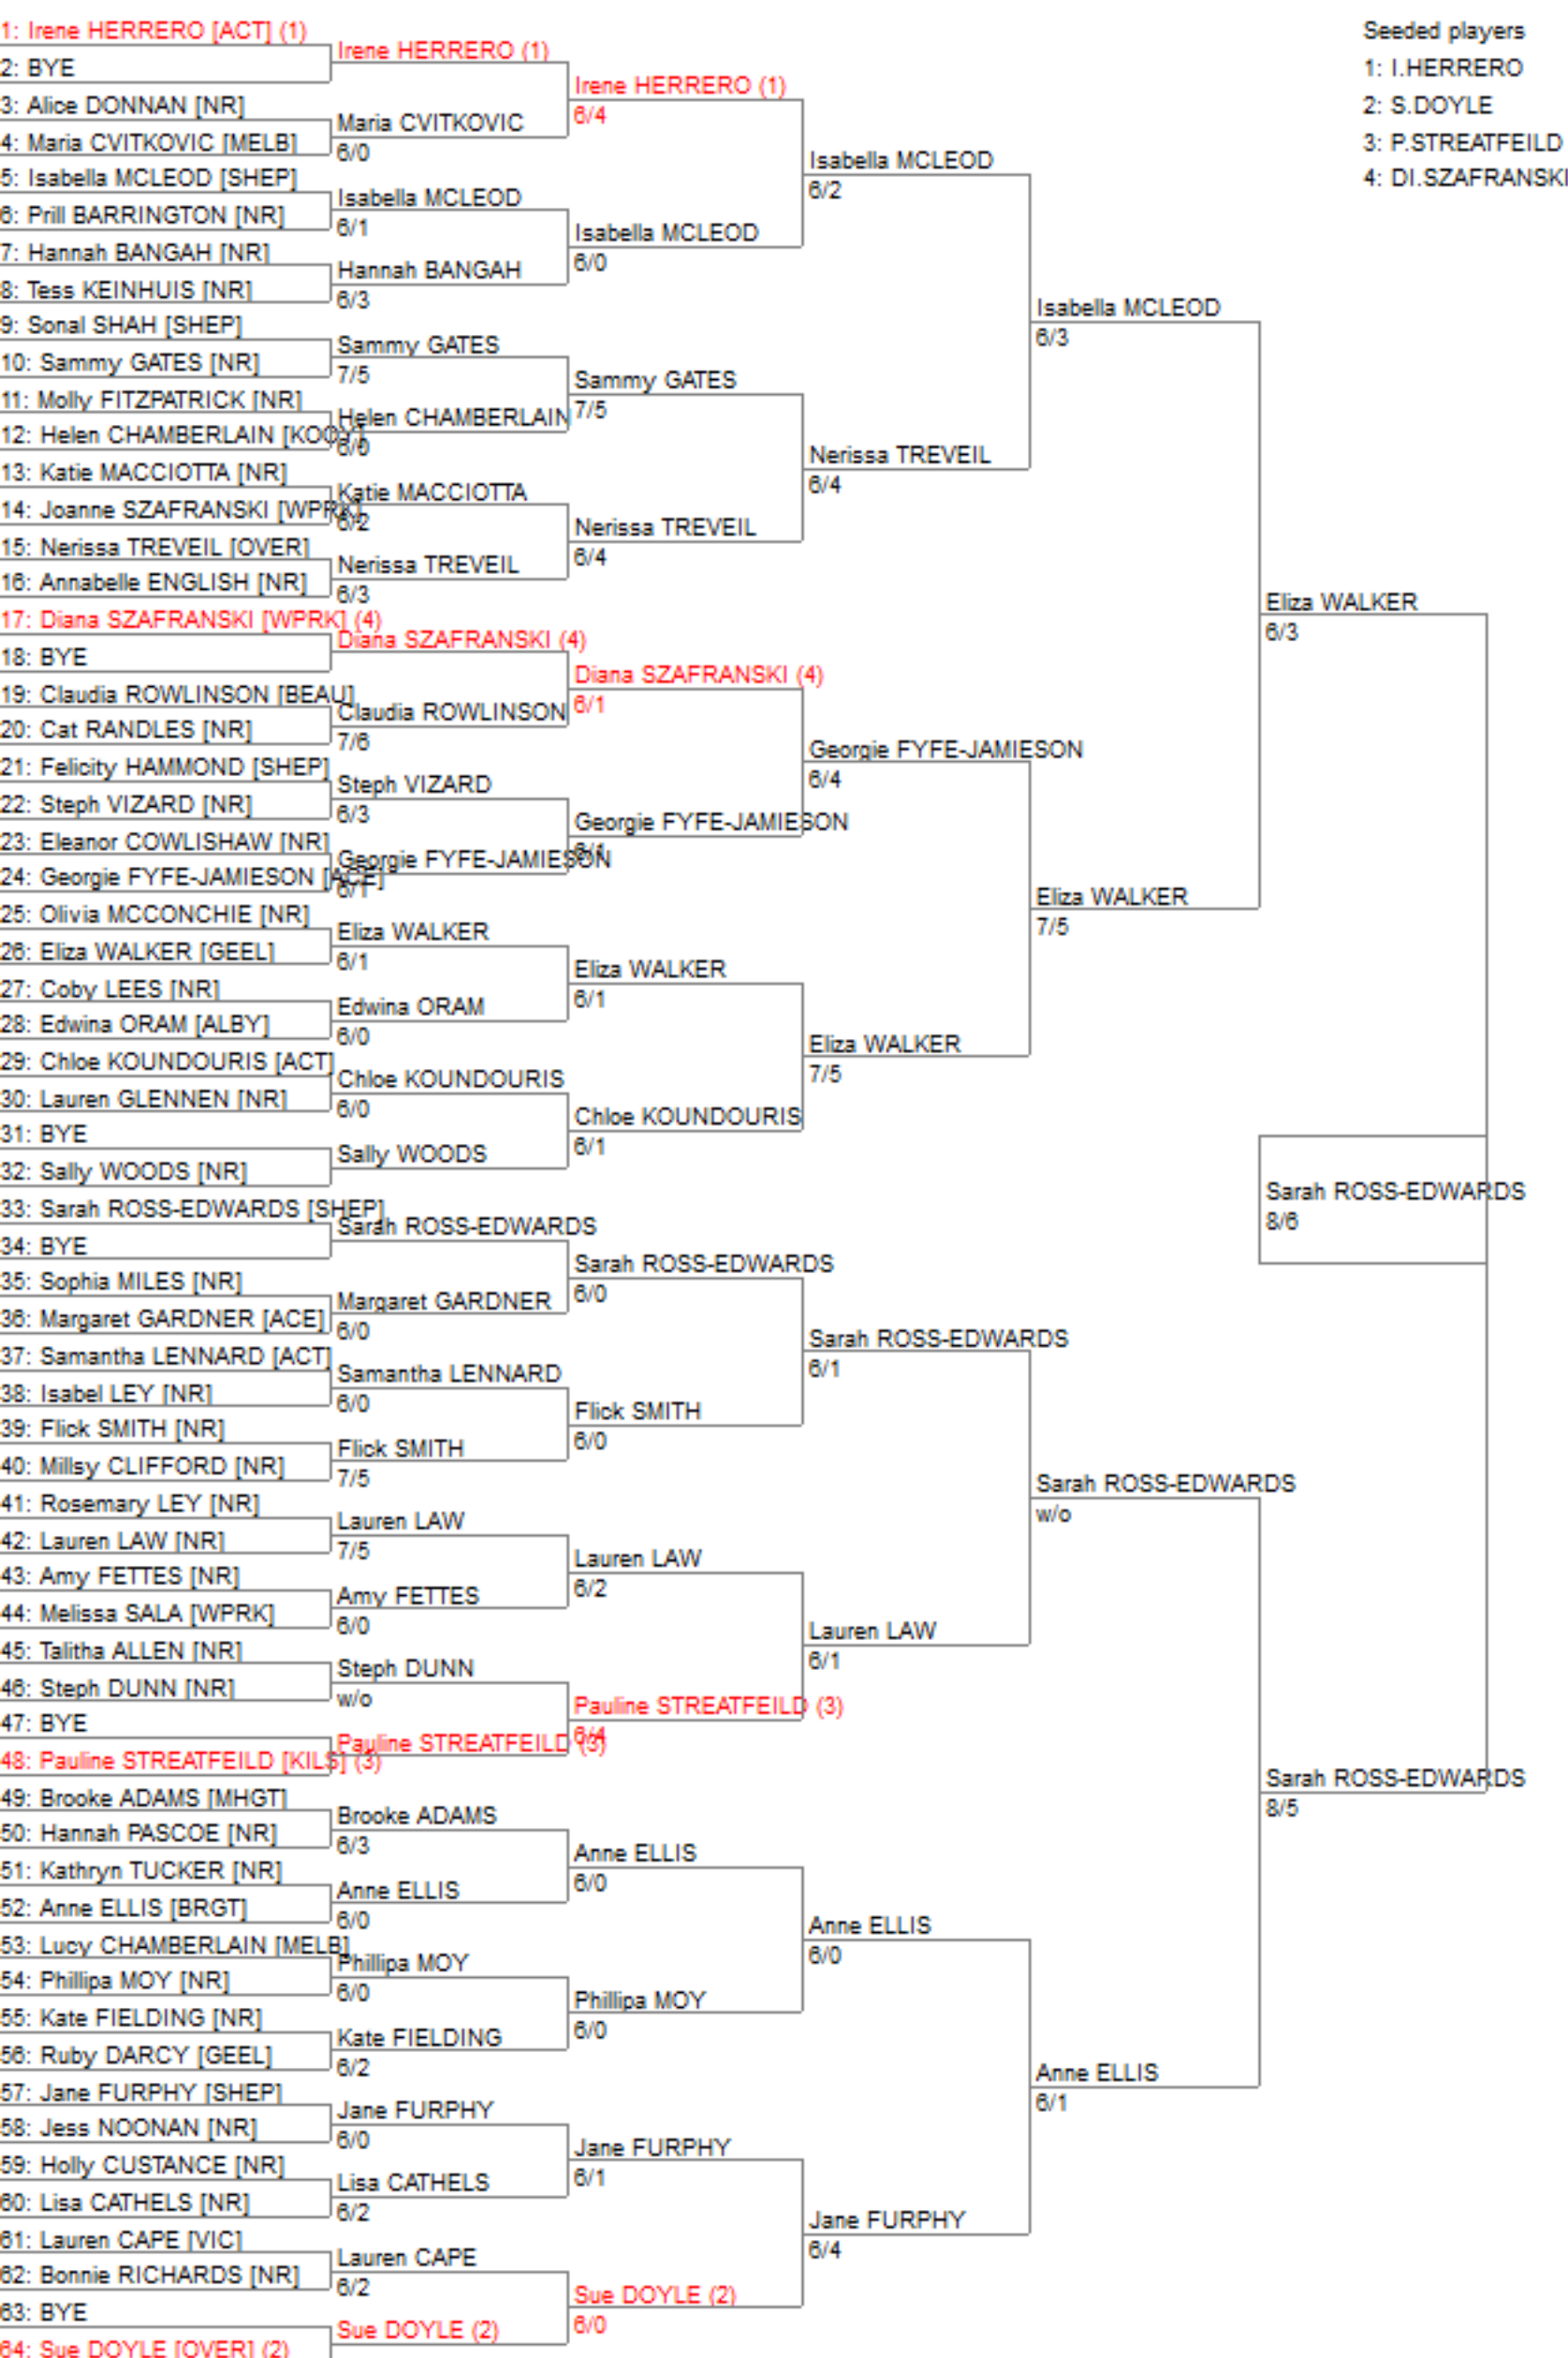 1: Irene HERRERO [ACT] (1)
2: BYE
3: Alice DONNAN [NR]
4: Maria CVITKOVIC [MELB]
5: Isabella MCLEOD [SHEP]
6: Prill BARRINGTON [NR]
7: Hannah BANGAH [NR]
8: Tess KEINHUIS [NR]
9: Sonal SHAH [SHEP]
10: Sammy GATES [NR]
11: Molly FITZPATRICK [NR]
12: Helen CHAMBERLAIN [KOOY]
13: Katie MACCIOTTA [NR]
14: Joanne SZAFRANSKI [WPRK]
15: Nerissa TREVEIL [OVER]
16: Annabelle ENGLISH [NR]
17: Diana SZAFRANSKI [WPRK] (4)
18: BYE
19: Claudia ROWLINSON [BEAU]
20: Cat RANDLES [NR]
21: Felicity HAMMOND [SHEP]
22: Steph VIZARD [NR]
23: Eleanor COWLISHAW [NR]
24: Georgie FYFE-JAMIESON [ACE]
25: Olivia MCCONCHIE [NR]
26: Eliza WALKER [GEEL]
27: Coby LEES [NR]
28: Edwina ORAM [ALBY]
29: Chloe KOUNDOURIS [ACT]
30: Lauren GLENNEN [NR]
31: BYE
32: Sally WOODS [NR]
33: Sarah ROSS-EDWARDS [SHEP]
34: BYE
35: Sophia MILES [NR]
36: Margaret GARDNER [ACE]
37: Samantha LENNARD [ACT]
38: Isabel LEY [NR]
39: Flick SMITH [NR]
40: Millsy CLIFFORD [NR]
41: Rosemary LEY [NR]
42: Lauren LAW [NR]
43: Amy FETTES [NR]
44: Melissa SALA [WPRK]
45: Talitha ALLEN [NR]
46: Steph DUNN [NR]
47: BYE
48: Pauline STREATFEILD [KILS] (3)
49: Brooke ADAMS [MHGT]
50: Hannah PASCOE [NR]
51: Kathryn TUCKER [NR]
52: Anne ELLIS [BRGT]
53: Lucy CHAMBERLAIN [MELB]
54: Phillipa MOY [NR]
55: Kate FIELDING [NR]
56: Ruby DARCY [GEEL]
57: Jane FURPHY [SHEP]
58: Jess NOONAN [NR]
59: Holly CUSTANCE [NR]
60: Lisa CATHELS [NR]
61: Lauren CAPE [VIC]
62: Bonnie RICHARDS [NR]
63: BYE
64: Sue DOYLE [OVER] (2)
Irene HERRERO (1)
Maria CVITKOVIC
6/0
Isabella MCLEOD
6/1
Hannah BANGAH
6/3
Sammy GATES
7/5
Helen CHAMBERLAIN
6/0
Katie MACCIOTTA
6/2
Nerissa TREVEIL
6/3
Diana SZAFRANSKI (4)
Claudia ROWLINSON
7/6
Steph VIZARD
6/3
Georgie FYFE-JAMIESON
6/1
Eliza WALKER
6/1
Edwina ORAM
6/0
Chloe KOUNDOURIS
6/0
Sally WOODS
Sarah ROSS-EDWARDS
Margaret GARDNER
6/0
Samantha LENNARD
6/0
Flick SMITH
7/5
Lauren LAW
7/5
Amy FETTES
6/0
Steph DUNN
w/o
Pauline STREATFEILD (3)
Brooke ADAMS
6/3
Anne ELLIS
6/0
Phillipa MOY
6/0
Kate FIELDING
6/2
Jane FURPHY
6/0
Lisa CATHELS
6/2
Lauren CAPE
6/2
Sue DOYLE (2)
Irene HERRERO (1)
6/4
Isabella MCLEOD
6/0
Sammy GATES
7/5
Nerissa TREVEIL
6/4
Diana SZAFRANSKI (4)
6/1
Georgie FYFE-JAMIESON
6/1
Eliza WALKER
6/1
Chloe KOUNDOURIS
6/1
Sarah ROSS-EDWARDS
6/0
Flick SMITH
6/0
Lauren LAW
6/2
Pauline STREATFEILD (3)
6/4
Anne ELLIS
6/0
Phillipa MOY
6/0
Jane FURPHY
6/1
Sue DOYLE (2)
6/0
Isabella MCLEOD
6/2
Nerissa TREVEIL
6/4
Georgie FYFE-JAMIESON
6/4
Eliza WALKER
7/5
Sarah ROSS-EDWARDS
6/1
Lauren LAW
6/1
Anne ELLIS
6/0
Jane FURPHY
6/4
Isabella MCLEOD
6/3
Eliza WALKER
7/5
Sarah ROSS-EDWARDS
w/o
Anne ELLIS
6/1
Eliza WALKER
6/3
Sarah ROSS-EDWARDS
8/6
Sarah ROSS-EDWARDS
8/5
Seeded players
1: I.HERRERO
2: S.DOYLE
3: P.STREATFEILD
4: DI.SZAFRANSKI